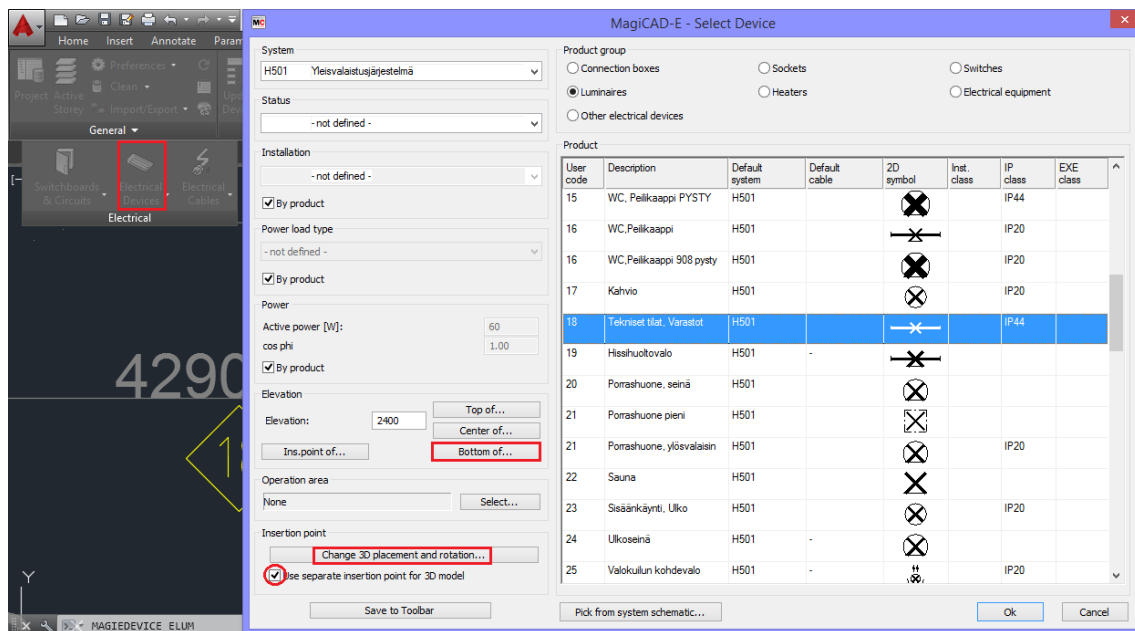 MagiCAD-E - Select Device
Home Insert Annotate Param
Preferences
Clean
Import/Export
Project Active Storey
General
Switchboards & Circuits
Electrical Devices
Electrical Cables
Electrical
4290
MAGIEDEVICE ELUM
System
H501 Yleisvalaistusjärjestelmä
Status
- not defined -
Installation
- not defined -
By product
Power load type
- not defined -
By product
Power
Active power [W]: 60
cos phi 1.00
By product
Elevation
Elevation: 2400
Top of...
Center of...
Ins.point of... Bottom of...
Operation area
None Select...
Insertion point
Change 3D placement and rotation...
Use separate insertion point for 3D model
Save to Toolbar
Product group
Connection boxes Sockets Switches
Luminaires Heaters Electrical equipment
Other electrical devices
Product
User code Description Default system Default cable 2D symbol Inst. class IP class EXE class
15 WC, Peilikaappi PYSTY H501 IP44
16 WC,Peilikaappi H501 IP20
16 WC,Peilikaappi 908 pysty H501 IP20
17 Kahvio H501 IP20
18 Tekniset tilat, Varastot H501 IP44
19 Hissihuoltovalo H501 -
20 Porrashuone, seinä H501
21 Porrashuone pieni H501
21 Porrashuone, ylösvalaisin H501 IP20
22 Sauna H501
23 Sisäänkäynti, Ulko H501 IP20
24 Ulkoseinä H501
25 Valokuilun kohdevalo H501 - IP20
Pick from system schematic... Ok Cancel